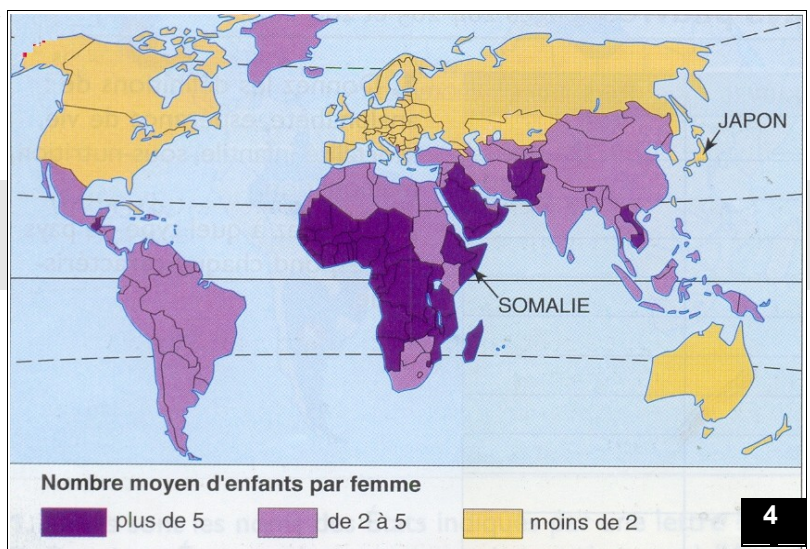 JAPON
SOMALIE
Nombre moyen d'enfants par femme
plus de 5
de 2 à 5
moins de 2
4